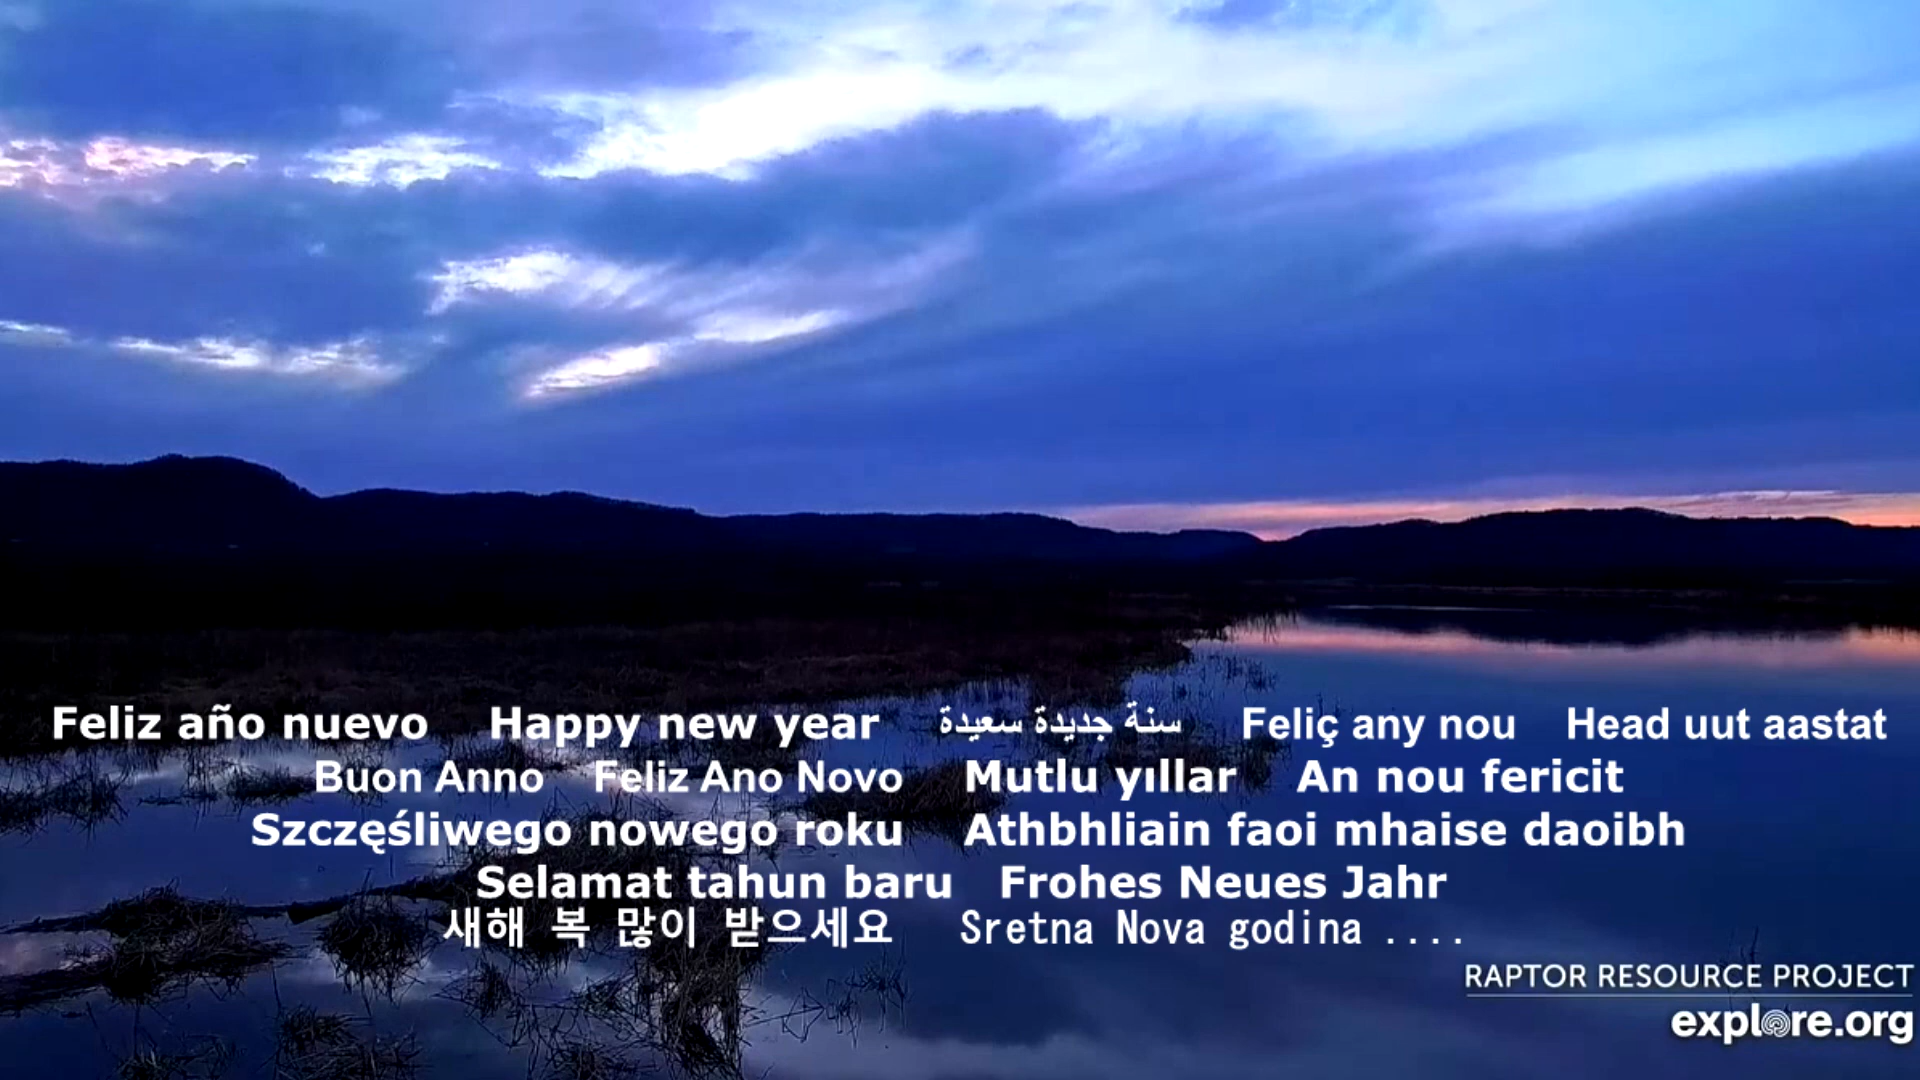 Feliz año nuevo Happy new year سنة جديدة سعيدة Feliç any nou Head uut aastat
Buon Anno Feliz Ano Novo Mutlu yıllar An nou fericit
Szczęśliwego nowego roku Athbhliain faoi mhaise daoibh
Selamat tahun baru Frohes Neues Jahr
새해 복 많이 받으세요 Sretna Nova godina ....
RAPTOR RESOURCE PROJECT
explore.org